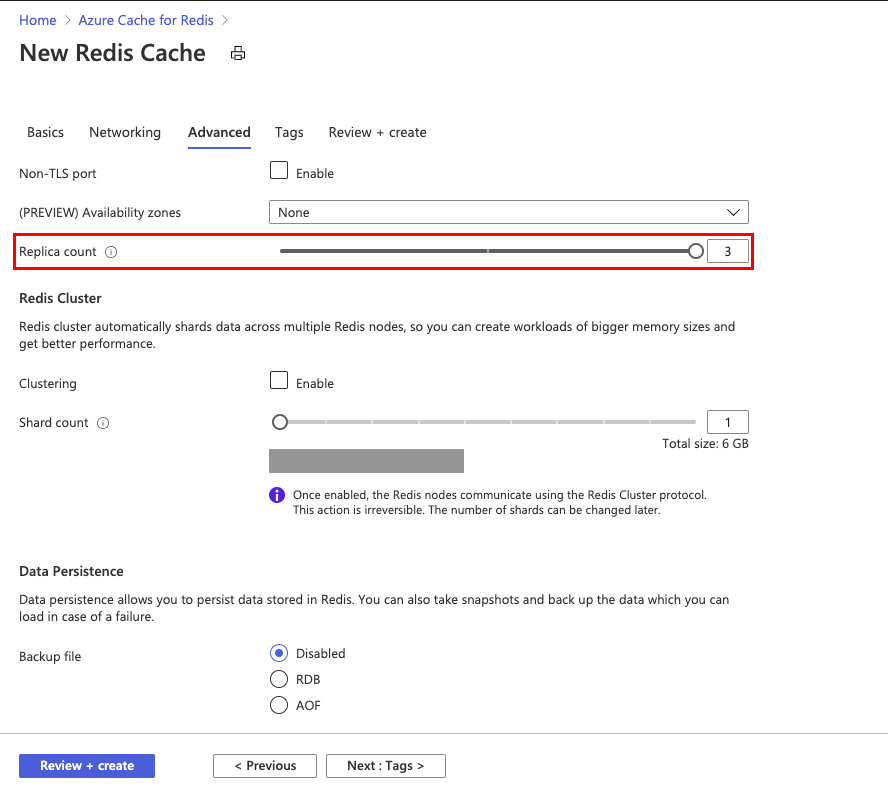 Home > Azure Cache for Redis >
New Redis Cache
Basics Networking Advanced Tags Review + create
Non-TLS port Enable
(PREVIEW) Availability zones None
Replica count 3
Redis Cluster
Redis cluster automatically shards data across multiple Redis nodes, so you can create workloads of bigger memory sizes and
get better performance.
Clustering Enable
Shard count 1
Total size: 6 GB
Once enabled, the Redis nodes communicate using the Redis Cluster protocol.
This action is irreversible. The number of shards can be changed later.
Data Persistence
Data persistence allows you to persist data stored in Redis. You can also take snapshots and back up the data which you can
load in case of a failure.
Backup file Disabled
RDB
AOF
Review + create < Previous Next : Tags >